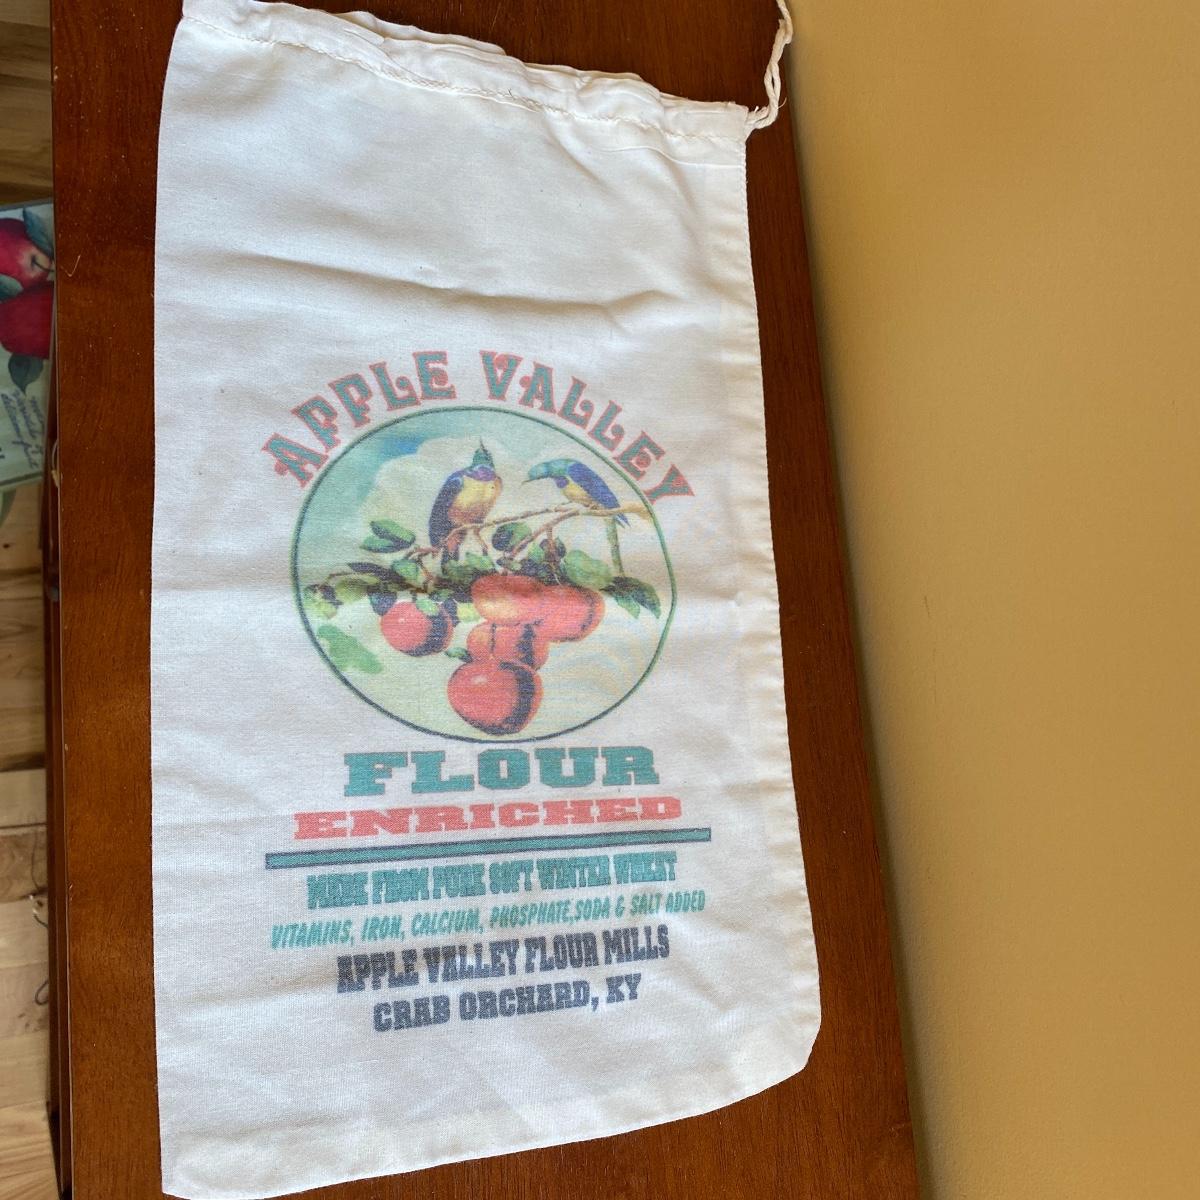 APPLE VALLEY
FLOUR
ENRICHED
MADE FROM PURE SOFT WINTER WHEAT
VITAMINS, IRON, CALCIUM, PHOSPHATE, SODA & SALT ADDED
APPLE VALLEY FLOUR MILLS
CRAB ORCHARD, KY